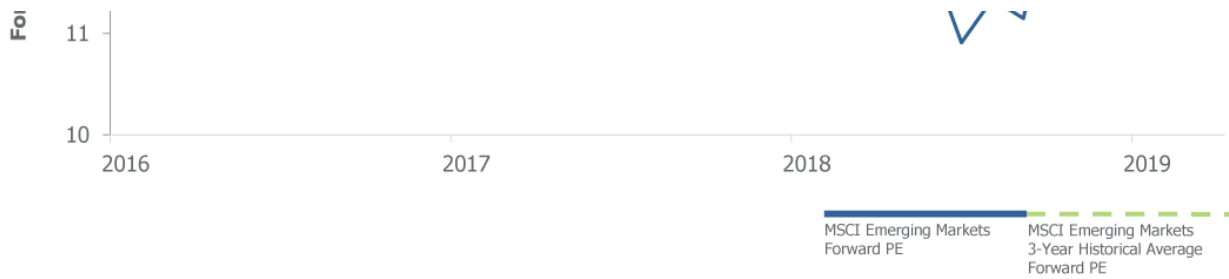 11
10
2016 2017 2018 2019
MSCI Emerging Markets
Forward PE
MSCI Emerging Markets
3-Year Historical Average
Forward PE